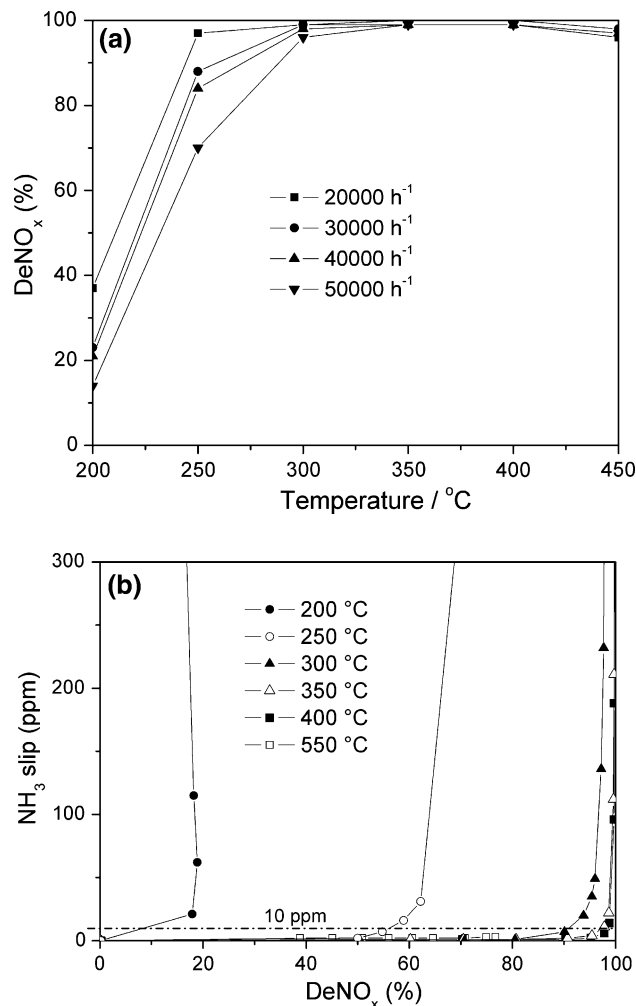 (a)
100
80
60
40
20
0
DeNOx (%)
20000 h-1
30000 h-1
40000 h-1
50000 h-1
200 250 300 350 400 450
Temperature / °C
(b)
300
200
100
0
NH3 slip (ppm)
200 °C
250 °C
300 °C
350 °C
400 °C
550 °C
10 ppm
0 20 40 60 80 100
DeNOx (%)